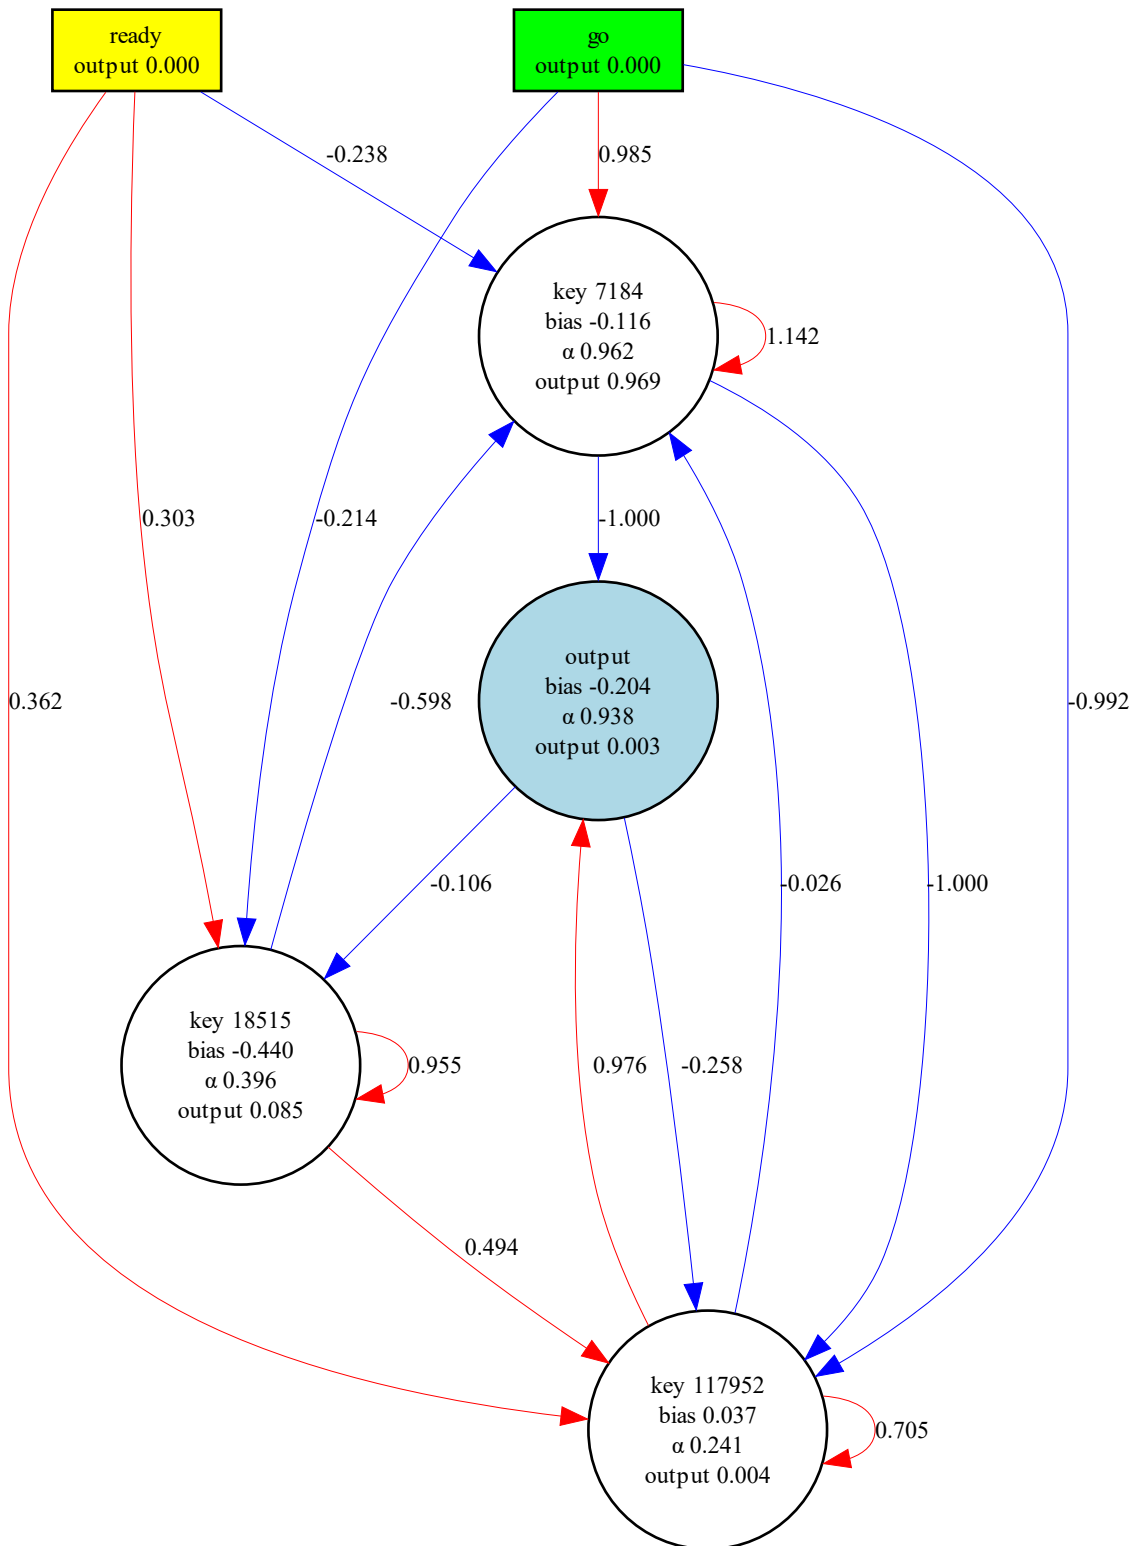 ready
output 0.000
go
output 0.000
-0.238
0.985
key 7184
bias -0.116
α 0.962
output 0.969
1.142
0.303
-0.214
-1.000
output
bias -0.204
α 0.938
output 0.003
0.362
-0.598
-0.992
-0.106
-0.026
-1.000
key 18515
bias -0.440
α 0.396
output 0.085
0.955
0.976
-0.258
0.494
key 117952
bias 0.037
α 0.241
output 0.004
0.705